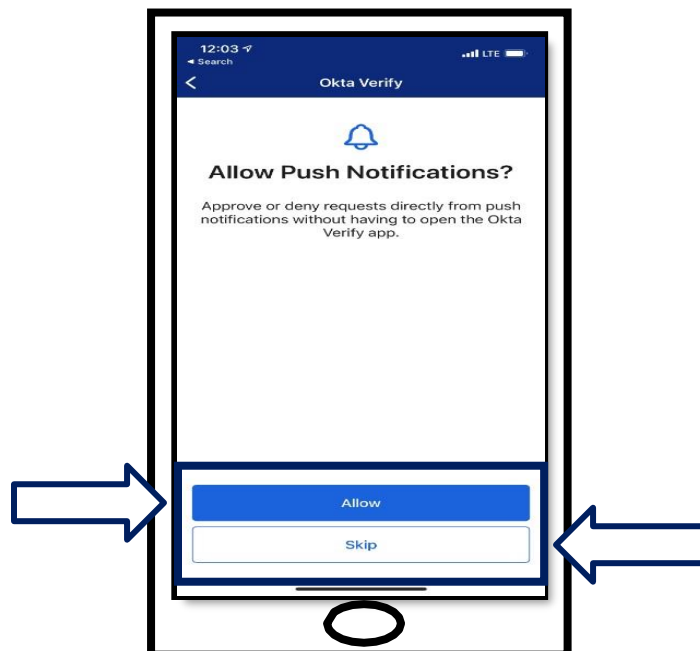 12:03
LTE
◄ Search
Okta Verify
Allow Push Notifications?
Approve or deny requests directly from push
notifications without having to open the Okta
Verify app.
Allow
Skip